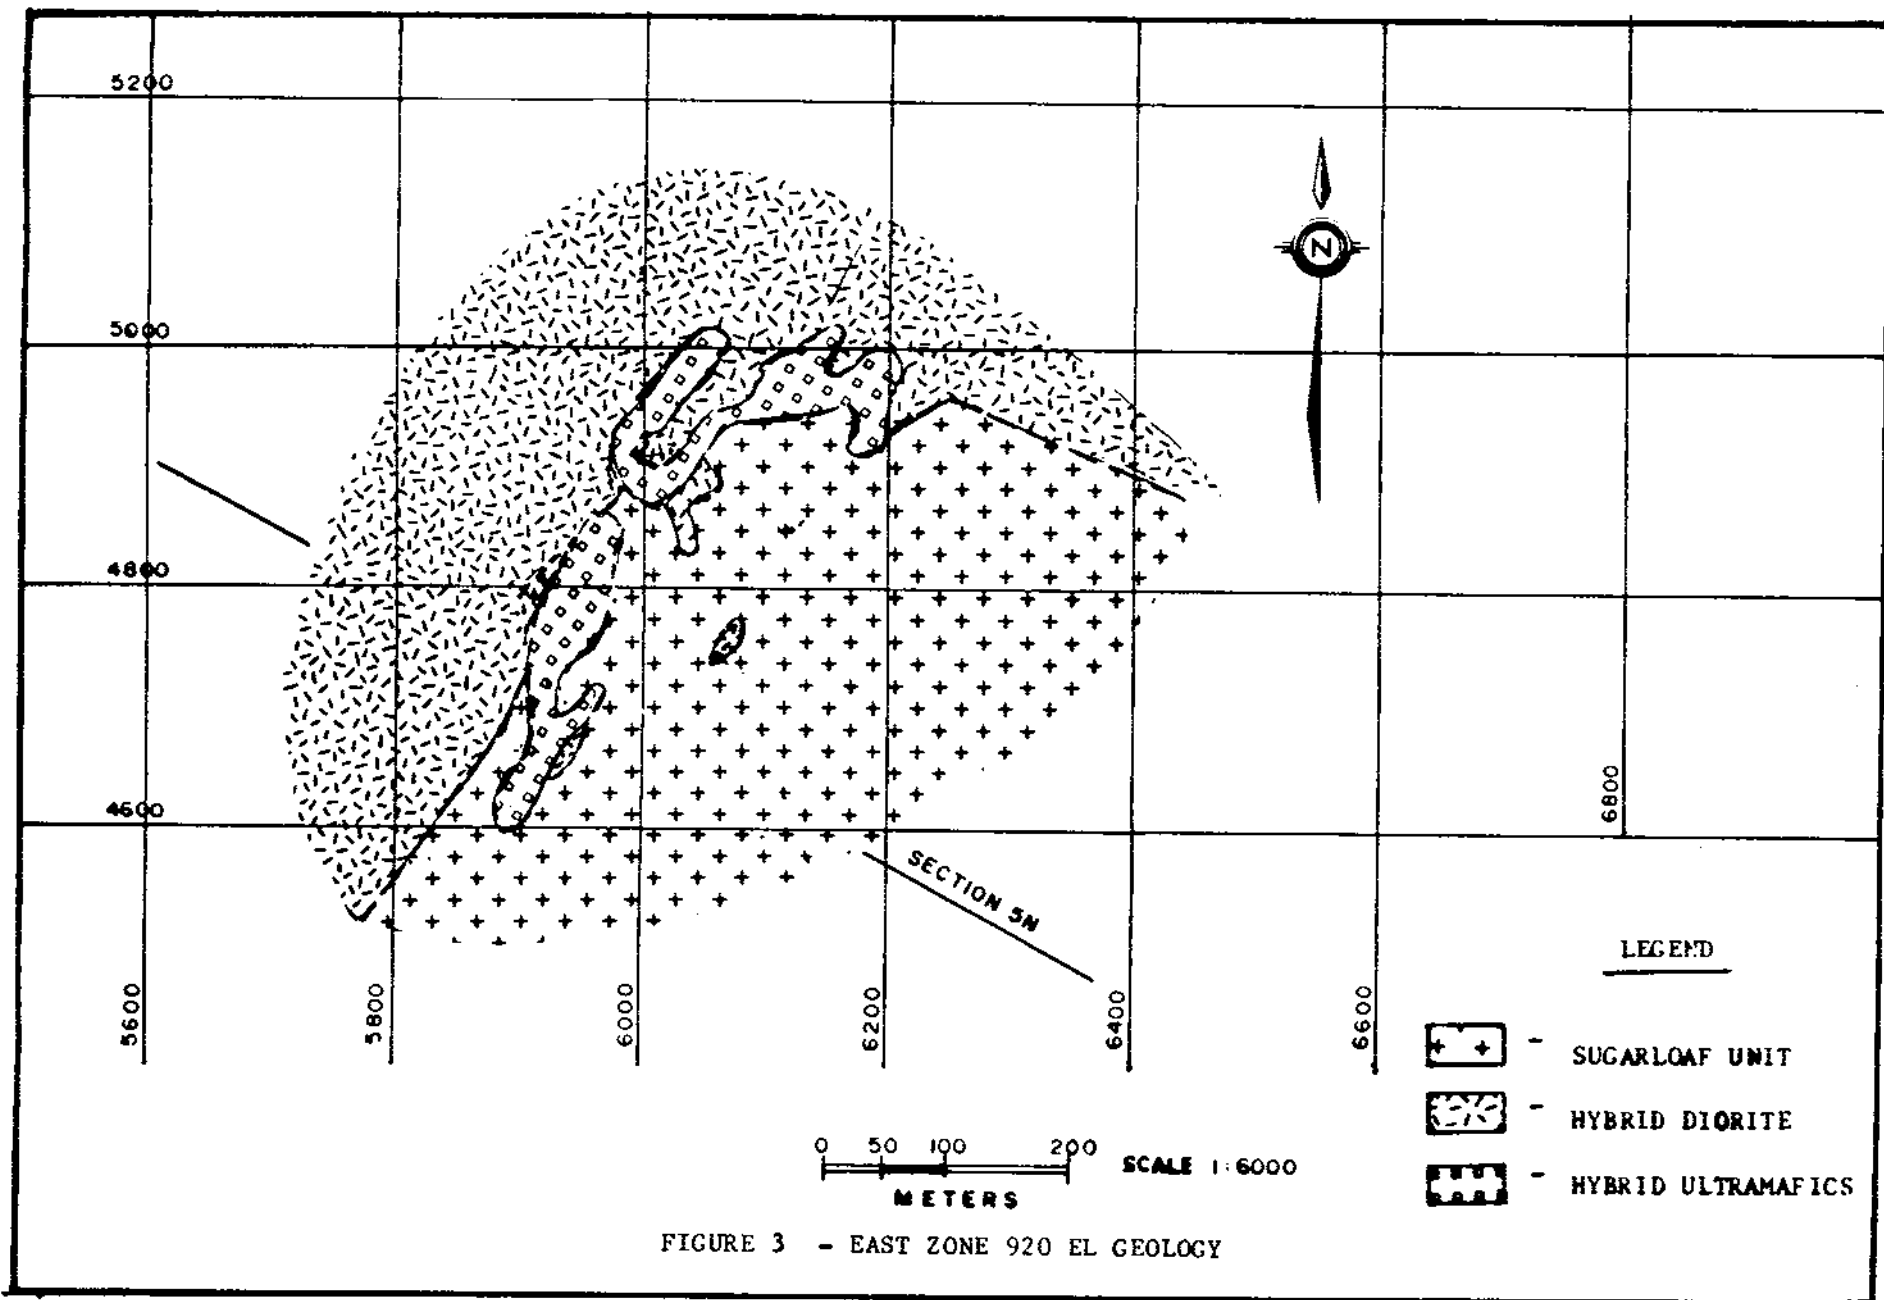 5200
5000
4800
4600
N
SECTION 5N
5600
5800
6000
6200
6400
6600
6800
LEGEND
- SUGARLOAF UNIT
- HYBRID DIORITE
- HYBRID ULTRAMAFICS
0 50 100 200
SCALE 1:6000
METERS
FIGURE 3 - EAST ZONE 920 EL GEOLOGY